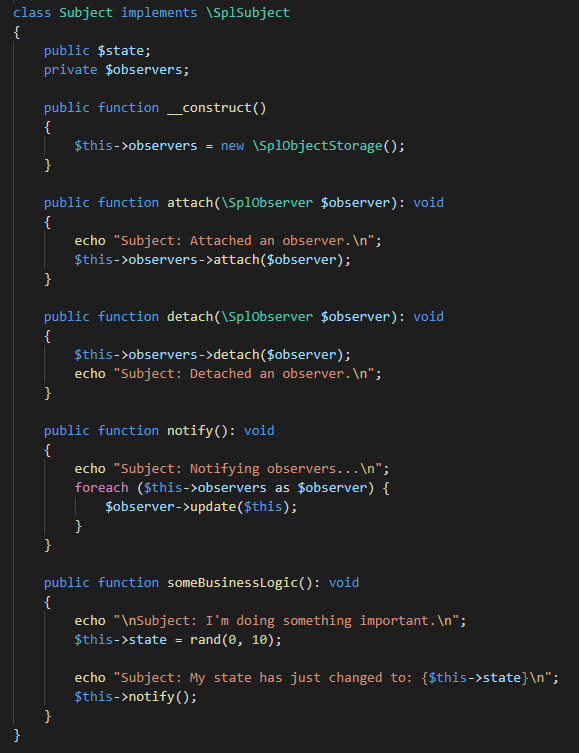 class Subject implements \SplSubject
{
    public $state;
    private $observers;

    public function __construct()
    {
        $this->observers = new \SplObjectStorage();
    }

    public function attach(\SplObserver $observer): void
    {
        echo "Subject: Attached an observer.\n";
        $this->observers->attach($observer);
    }

    public function detach(\SplObserver $observer): void
    {
        $this->observers->detach($observer);
        echo "Subject: Detached an observer.\n";
    }

    public function notify(): void
    {
        echo "Subject: Notifying observers...\n";
        foreach ($this->observers as $observer) {
            $observer->update($this);
        }
    }

    public function someBusinessLogic(): void
    {
        echo "\nSubject: I'm doing something important.\n";
        $this->state = rand(0, 10);

        echo "Subject: My state has just changed to: {$this->state}\n";
        $this->notify();
    }
}